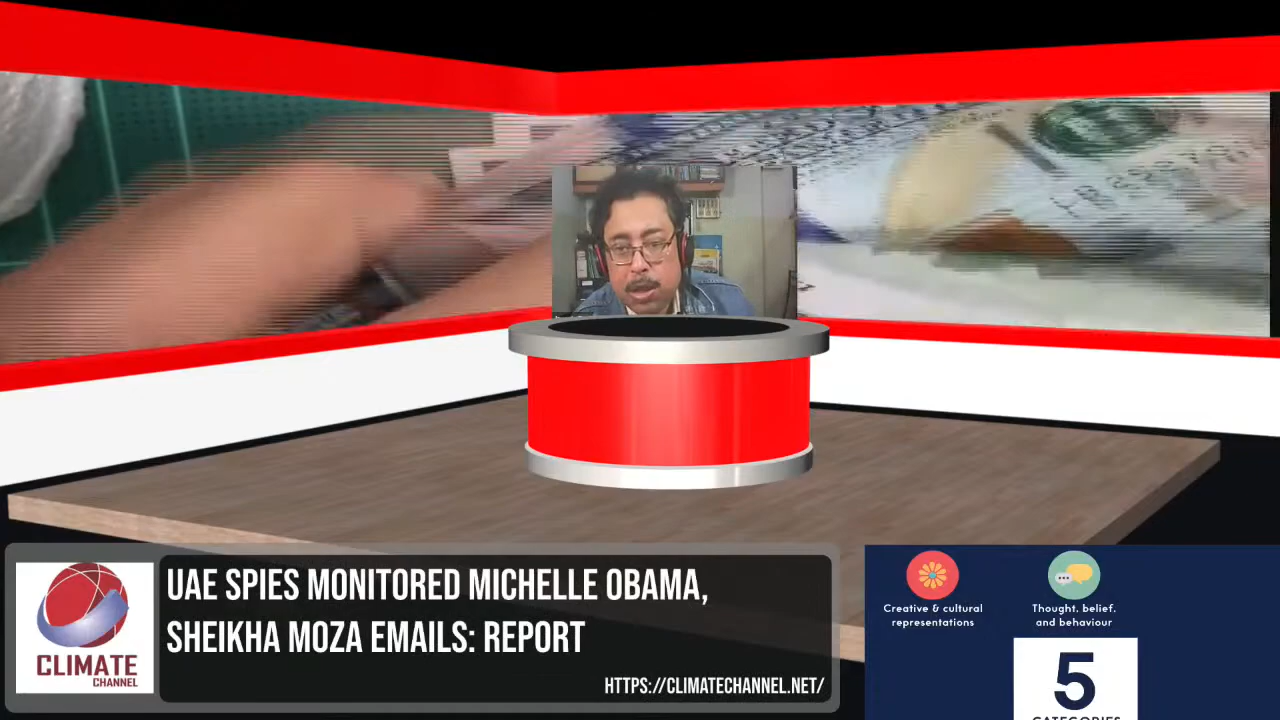 UAE SPIES MONITORED MICHELLE OBAMA,
SHEIKHA MOZA EMAILS: REPORT
HTTPS://CLIMATECHANNEL.NET/
CLIMATE
CHANNEL
Creative & cultural
representations
Thought, belief,
and behaviour
5
CATEGORIES